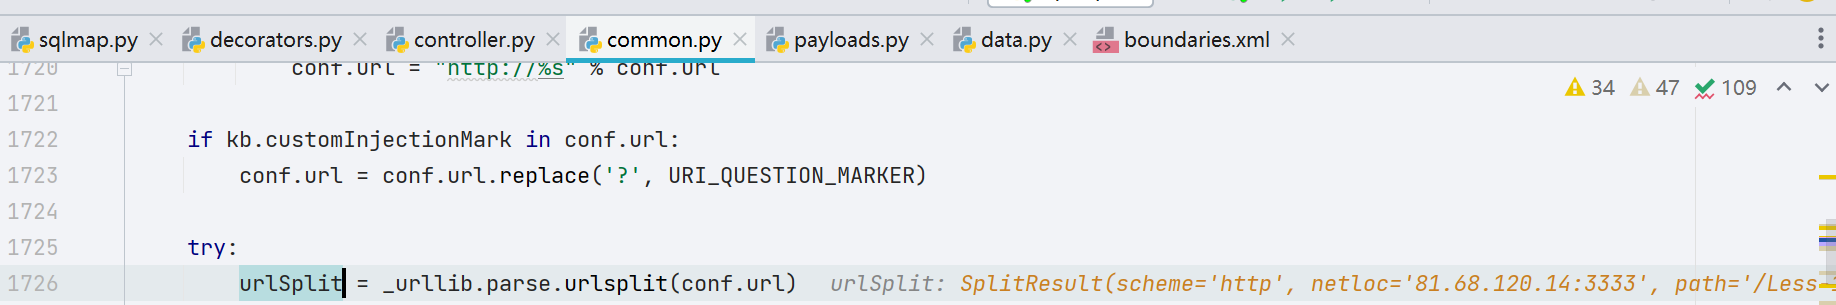 sqlmap.py decorators.py controller.py common.py payloads.py data.py boundaries.xml
1720 conf.url = "http://%s" % conf.url
34 47 109
1721
1722 if kb.customInjectionMark in conf.url:
1723 conf.url = conf.url.replace('?', URI_QUESTION_MARKER)
1724
1725 try:
1726 urlSplit = _urllib.parse.urlsplit(conf.url) urlSplit: SplitResult(scheme='http', netloc='81.68.120.14:3333', path='/Less-